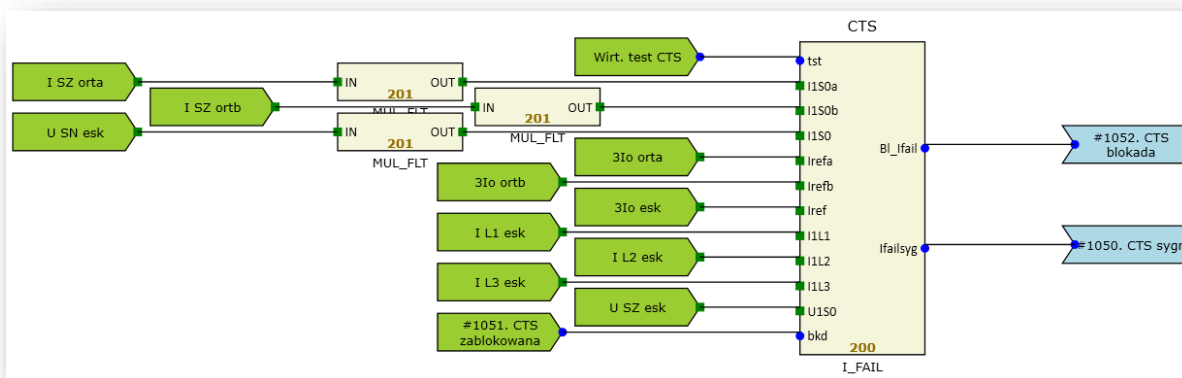 CTS
Wirt. test CTS
tst
I SZ orta
IN
OUT
201
MUL_FLT
I1S0a
I SZ ortb
IN
OUT
201
MUL_FLT
I1S0b
U SN esk
IN
OUT
201
MUL_FLT
I1S0
3Io orta
Irefa
3Io ortb
Irefb
3Io esk
Iref
I L1 esk
I1L1
I L2 esk
I1L2
I L3 esk
I1L3
U SZ esk
U1S0
#1051. CTS
zablokowana
bkd
Bl_Ifail
#1052. CTS
blokada
Ifailsyg
#1050. CTS sygn
200
I_FAIL